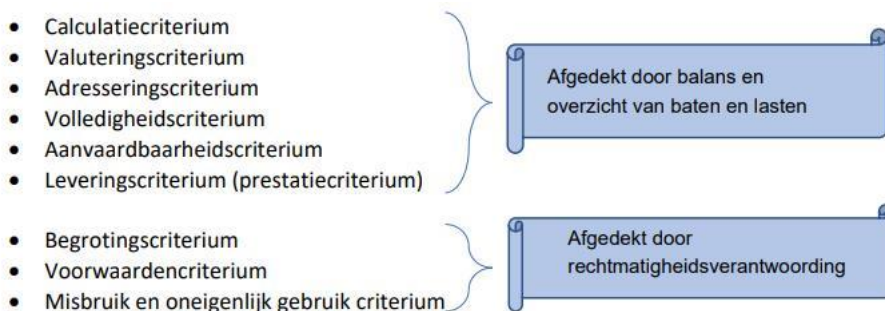 • Calculatiecriterium
• Valuteringscriterium
• Adresseringscriterium
• Volledigheidscriterium
• Aanvaardbaarheidscriterium
• Leveringscriterium (prestatiecriterium)
Afgedekt door balans en
overzicht van baten en lasten
• Begrotingscriterium
• Voorwaardencriterium
• Misbruik en oneigenlijk gebruik criterium
Afgedekt door
rechtmatigheidsverantwoording